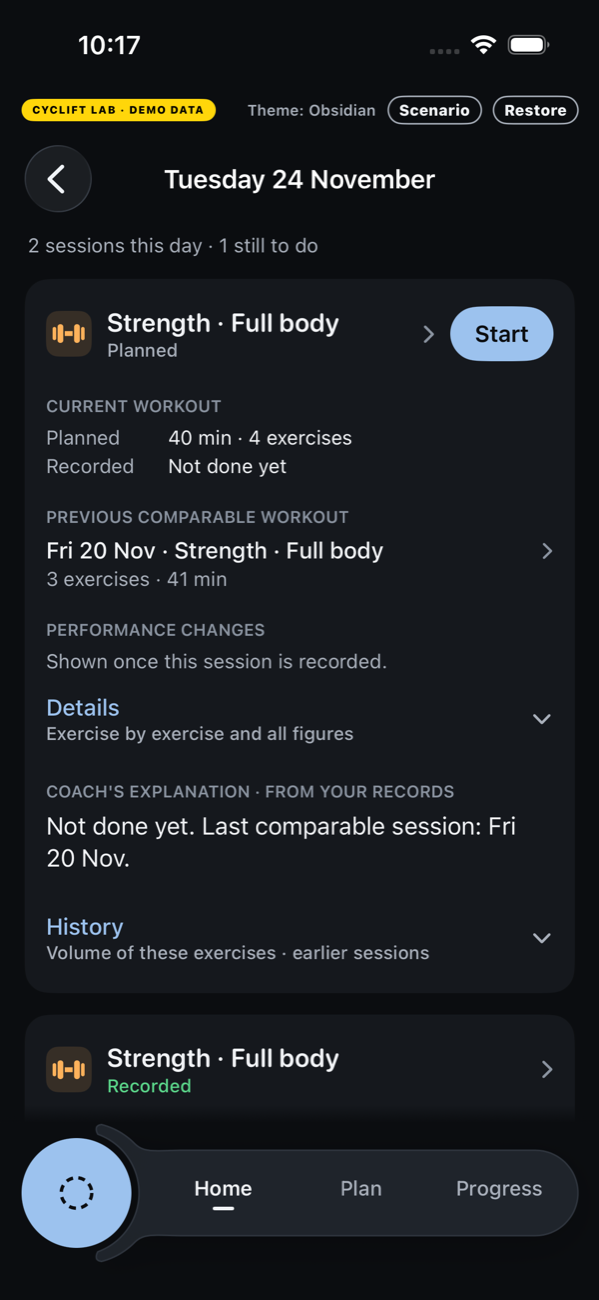 10:17
CYCLIFT LAB · DEMO DATA
Theme: Obsidian
Scenario
Restore
Tuesday 24 November
2 sessions this day · 1 still to do
Strength · Full body
Planned
Start
CURRENT WORKOUT
Planned 40 min · 4 exercises
Recorded Not done yet
PREVIOUS COMPARABLE WORKOUT
Fri 20 Nov · Strength · Full body
3 exercises · 41 min
PERFORMANCE CHANGES
Shown once this session is recorded.
Details
Exercise by exercise and all figures
COACH'S EXPLANATION · FROM YOUR RECORDS
Not done yet. Last comparable session: Fri
20 Nov.
History
Volume of these exercises · earlier sessions
Strength · Full body
Recorded
Home
Plan
Progress